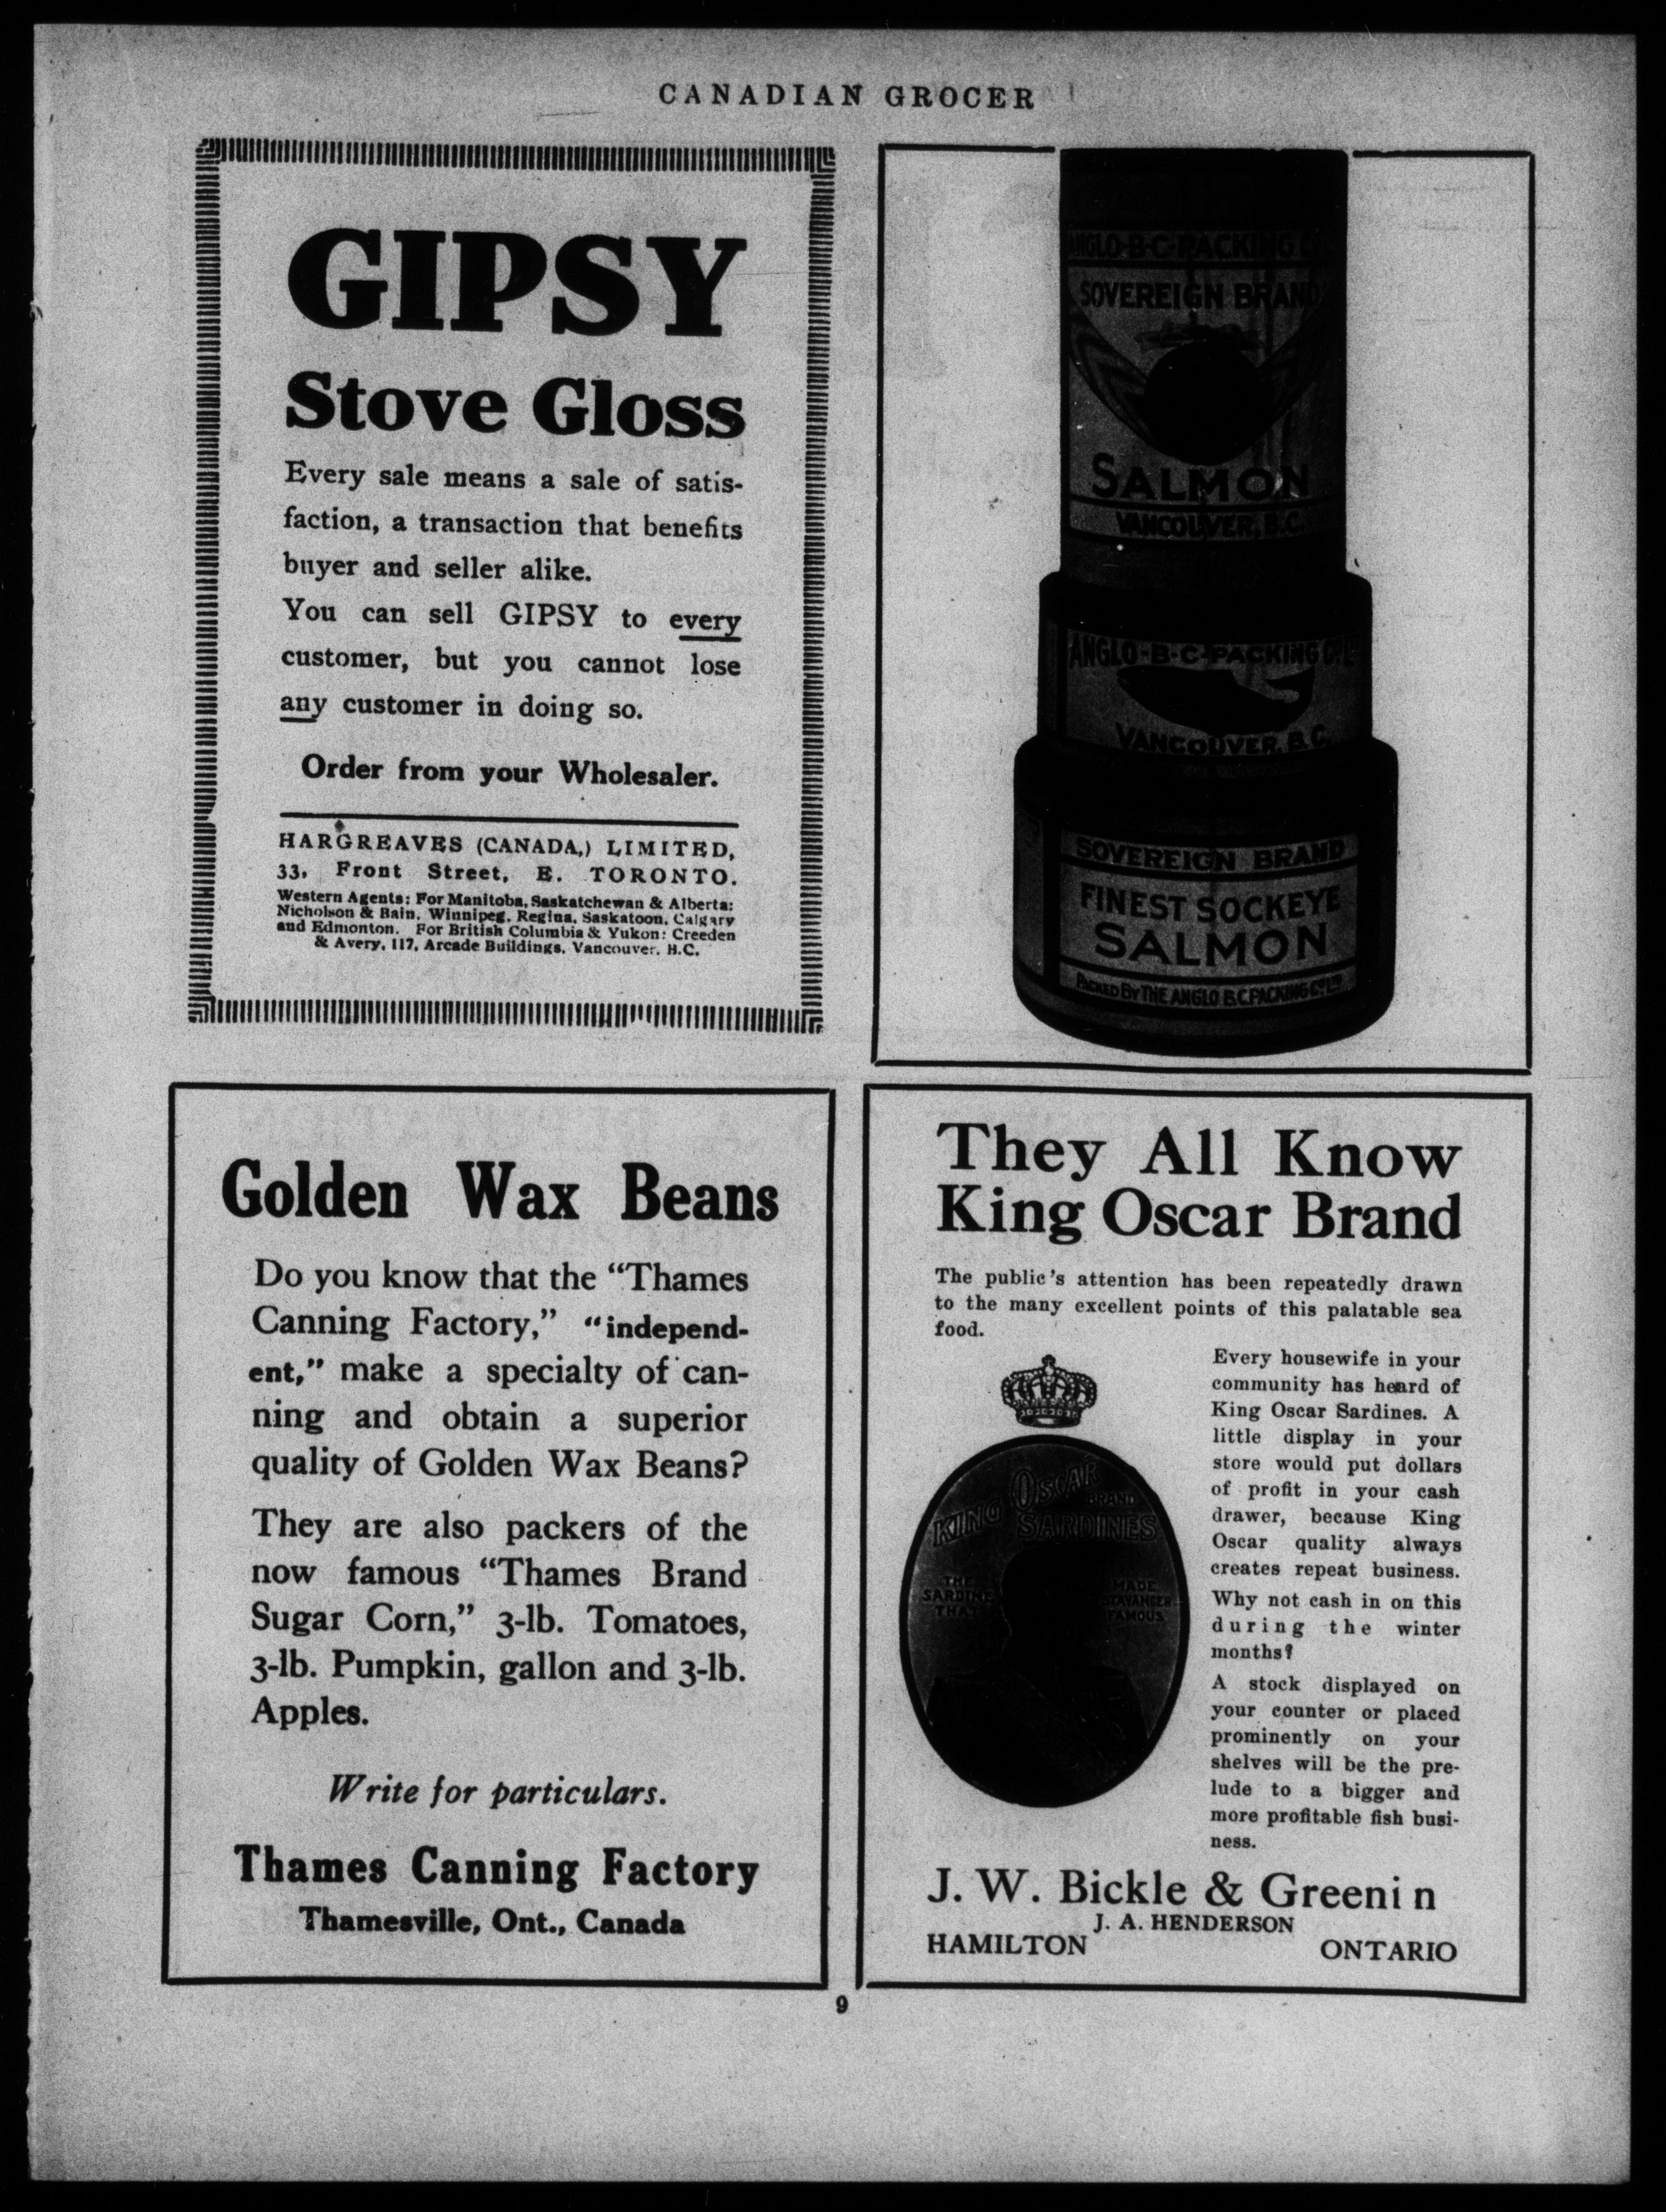 CANADIAN GROCER
GIPSY
Stove Gloss
Every sale means a sale of satis-
faction, a transaction that benefits
buyer and seller alike.
You can sell GIPSY to every
customer, but you cannot lose
any customer in doing so.
Order from your Wholesaler.
HARGREAVES (CANADA,) LIMITED,
33, Front Street, E. TORONTO.
Western Agents: For Manitoba, Saskatchewan & Alberta:
Nicholson & Bain, Winnipeg, Regina, Saskatoon, Calgary
and Edmonton. For British Columbia & Yukon: Creeden
& Avery, 117, Arcade Buildings, Vancouver, B.C.
ANGLO-B-C-PACKING Co
SOVEREIGN BRAND
SALMON
VANCOUVER, B.C.
ANGLO-B-C-PACKING Co
VANCOUVER, B.C.
SOVEREIGN BRAND
FINEST SOCKEYE
SALMON
PACKED BY THE ANGLO B.C. PACKING Co LTD
Golden Wax Beans
Do you know that the "Thames
Canning Factory," "independ-
ent," make a specialty of can-
ning and obtain a superior
quality of Golden Wax Beans?
They are also packers of the
now famous "Thames Brand
Sugar Corn," 3-lb. Tomatoes,
3-lb. Pumpkin, gallon and 3-lb.
Apples.
Write for particulars.
Thames Canning Factory
Thamesville, Ont., Canada
They All Know
King Oscar Brand
The public's attention has been repeatedly drawn
to the many excellent points of this palatable sea
food.
KING OSCAR
BRAND
SARDINES
THE
SARDINE
THAT
MADE
STAVANGER
FAMOUS
Every housewife in your
community has heard of
King Oscar Sardines. A
little display in your
store would put dollars
of profit in your cash
drawer, because King
Oscar quality always
creates repeat business.
Why not cash in on this
during the winter
months?
A stock displayed on
your counter or placed
prominently on your
shelves will be the pre-
lude to a bigger and
more profitable fish busi-
ness.
J. W. Bickle & Greenin
J. A. HENDERSON
HAMILTON ONTARIO
9